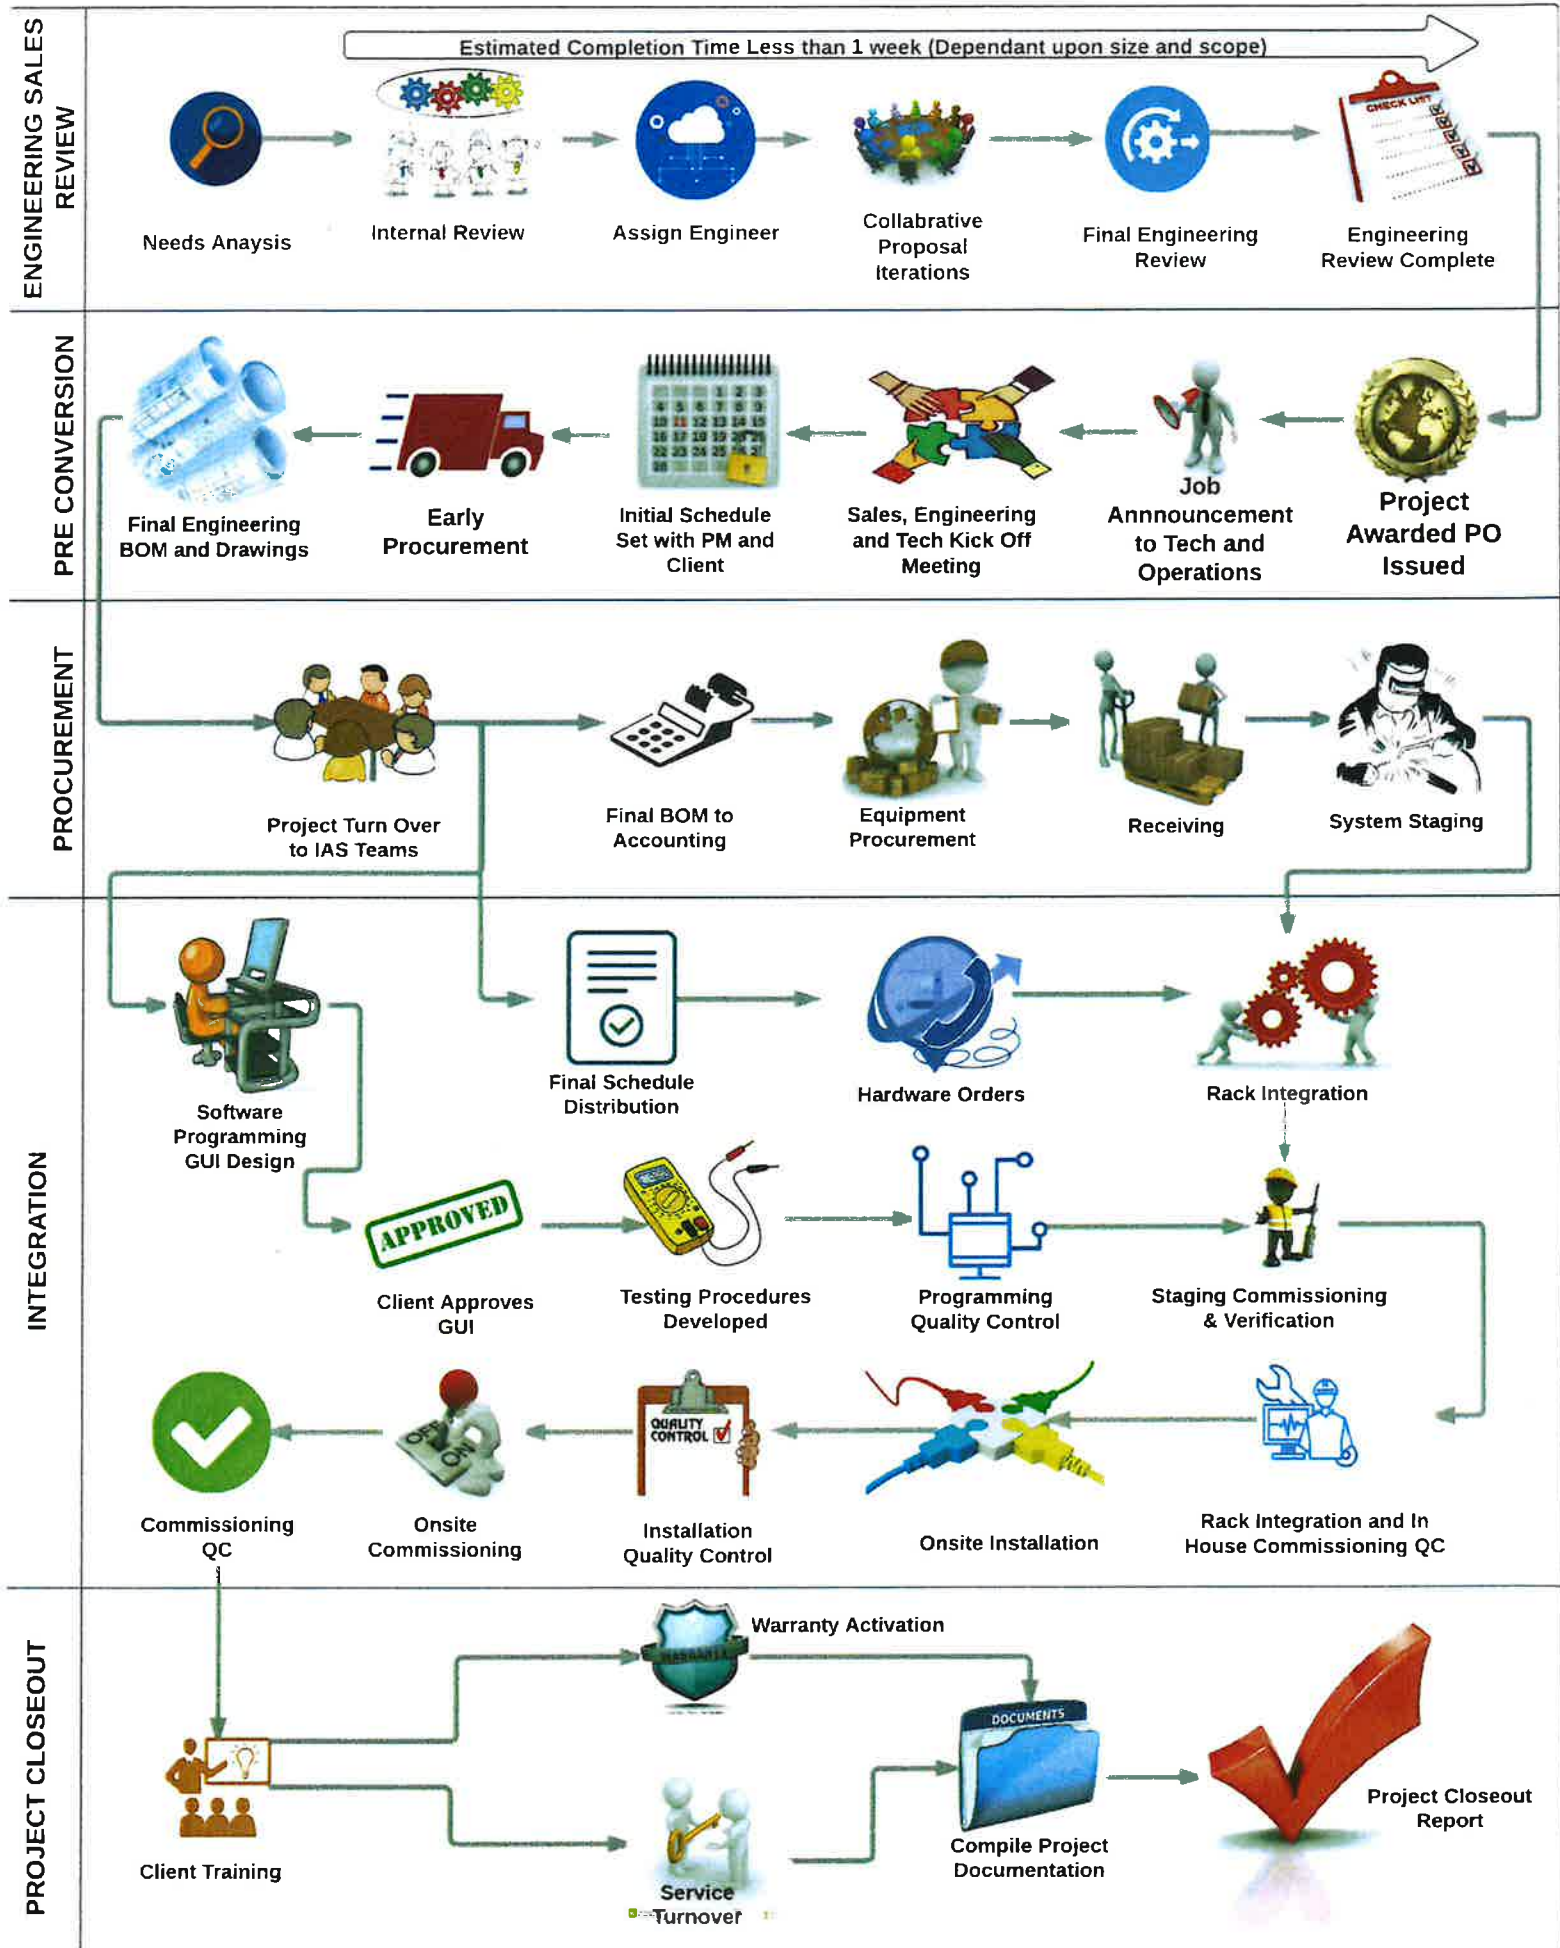 ENGINEERING SALES
REVIEW
Estimated Completion Time Less than 1 week (Dependant upon size and scope)
CHECK LIST
Needs Anaysis
Internal Review
Assign Engineer
Collabrative
Proposal
Iterations
Final Engineering
Review
Engineering
Review Complete
PRE CONVERSION
Final Engineering
BOM and Drawings
Early
Procurement
Initial Schedule
Set with PM and
Client
Sales, Engineering
and Tech Kick Off
Meeting
Job
Annnouncement
to Tech and
Operations
Project
Awarded PO
Issued
PROCUREMENT
Project Turn Over
to IAS Teams
Final BOM to
Accounting
Equipment
Procurement
Receiving
System Staging
INTEGRATION
Software
Programming
GUI Design
Final Schedule
Distribution
Hardware Orders
Rack Integration
APPROVED
Client Approves
GUI
Testing Procedures
Developed
Programming
Quality Control
Staging Commissioning
& Verification
QUALITY
CONTROL
OFF
ON
Commissioning
QC
Onsite
Commissioning
Installation
Quality Control
Onsite Installation
Rack Integration and In
House Commissioning QC
PROJECT CLOSEOUT
Warranty Activation
WARRANTY
DOCUMENTS
Client Training
Service
Turnover
Compile Project
Documentation
Project Closeout
Report